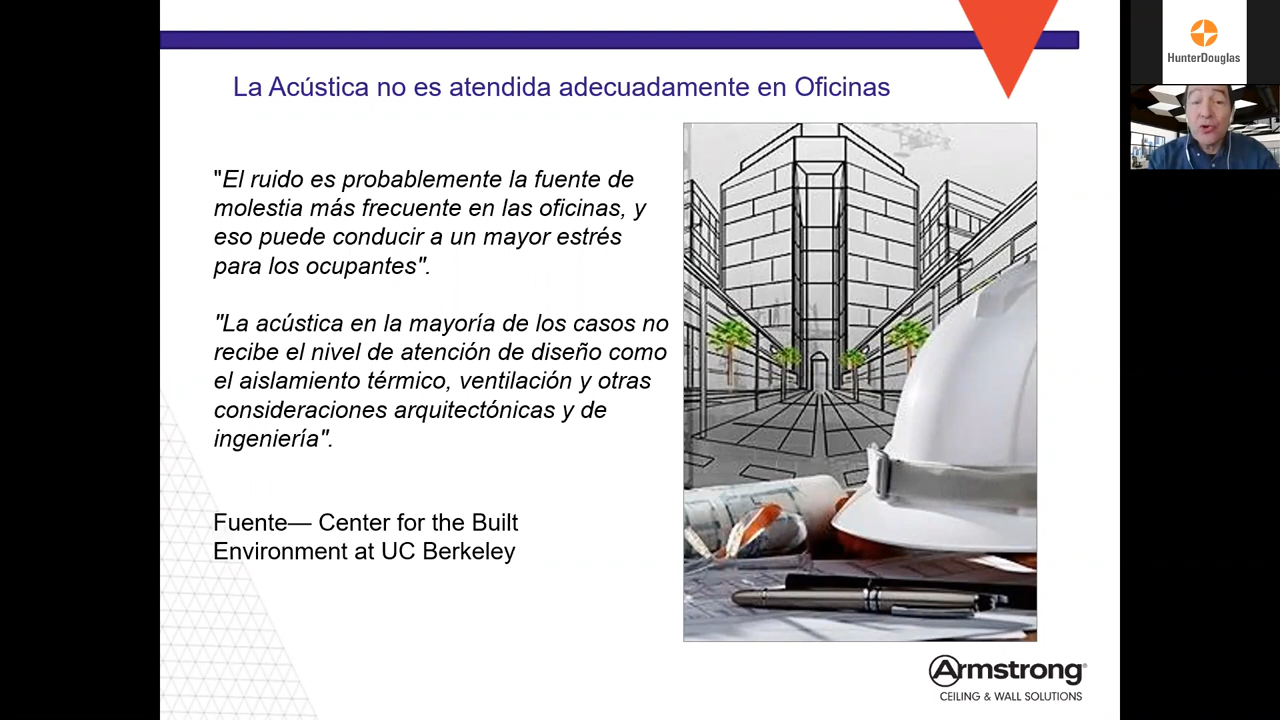 La Acústica no es atendida adecuadamente en Oficinas
"El ruido es probablemente la fuente de
molestia más frecuente en las oficinas, y
eso puede conducir a un mayor estrés
para los ocupantes".
"La acústica en la mayoría de los casos no
recibe el nivel de atención de diseño como
el aislamiento térmico, ventilación y otras
consideraciones arquitectónicas y de
ingeniería".
Fuente— Center for the Built
Environment at UC Berkeley
Armstrong®
CEILING & WALL SOLUTIONS
HunterDouglas